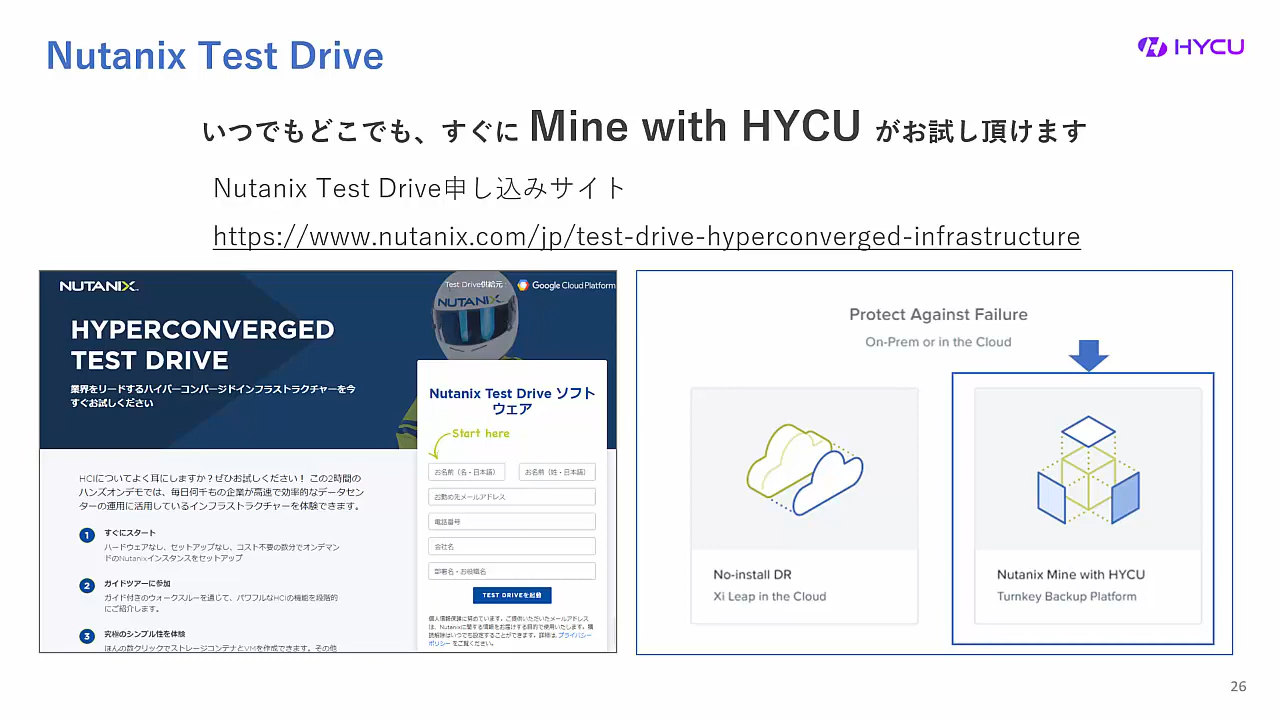 Nutanix Test Drive
HYCU
いつでもどこでも、すぐに Mine with HYCU がお試し頂けます
Nutanix Test Drive申し込みサイト
https://www.nutanix.com/jp/test-drive-hyperconverged-infrastructure
NUTANIX
Test Drive供給元:
Google Cloud Platform
NUTANIX
HYPERCONVERGED
TEST DRIVE
業界をリードするハイパーコンバージドインフラストラクチャーを今
すぐお試しください
HCIについてよく耳にしますか？ぜひお試しください！ この2時間の
ハンズオンデモでは、毎日何千もの企業が高速で効率的なデータセン
ターの運用に活用しているインフラストラクチャーを体験できます。
1 すぐにスタート
ハードウェアなし、セットアップなし、コスト不要の数分でオンデマン
ドのNutanixインスタンスをセットアップ
2 ガイドツアーに参加
ガイド付きのウォークスルーを通じて、パワフルなHCIの機能を段階的
にご紹介します。
3 究極のシンプル性を体験
ほんの数クリックでストレージコンテナとVMを作成できます。その他
Nutanix Test Drive ソフト
ウェア
Start here
お名前（名・日本語）
お名前（姓・日本語）
お勤め先メールアドレス
電話番号
会社名
部署名・お役職名
TEST DRIVEを起動
個人情報保護に努めています。ご提供いただいたメールアドレス
は、Nutanixに関する情報をお届けする目的で使用いたします。購
読解除はいつでも設定することができます。詳細は、プライバシー
ポリシー をご覧ください。
Protect Against Failure
On-Prem or in the Cloud
No-install DR
Xi Leap in the Cloud
Nutanix Mine with HYCU
Turnkey Backup Platform
26